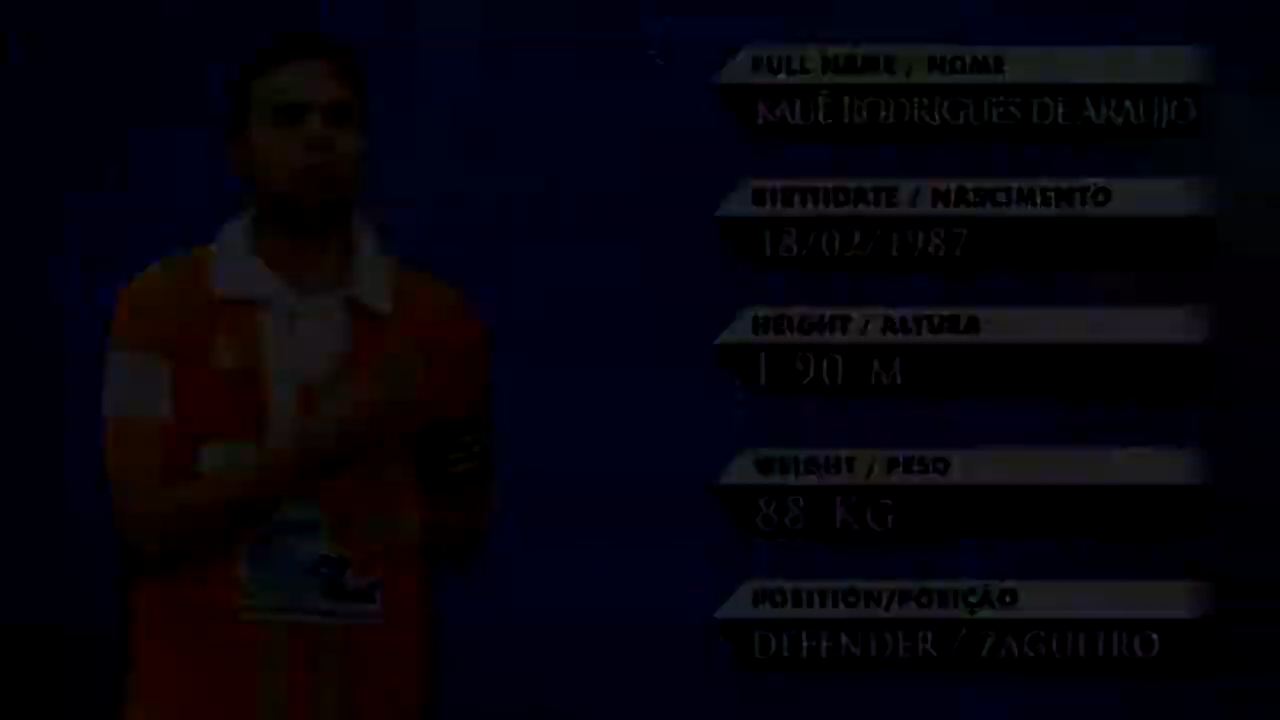 FULL NAME / NOME
KAUÊ RODRIGUES DE ARAUJO
BIRTHDATE / NASCIMENTO
18/02/1987
HEIGHT / ALTURA
1 90 M
WEIGHT / PESO
88 KG
POSITION/POSIÇÃO
DEFENDER / ZAGUEIRO